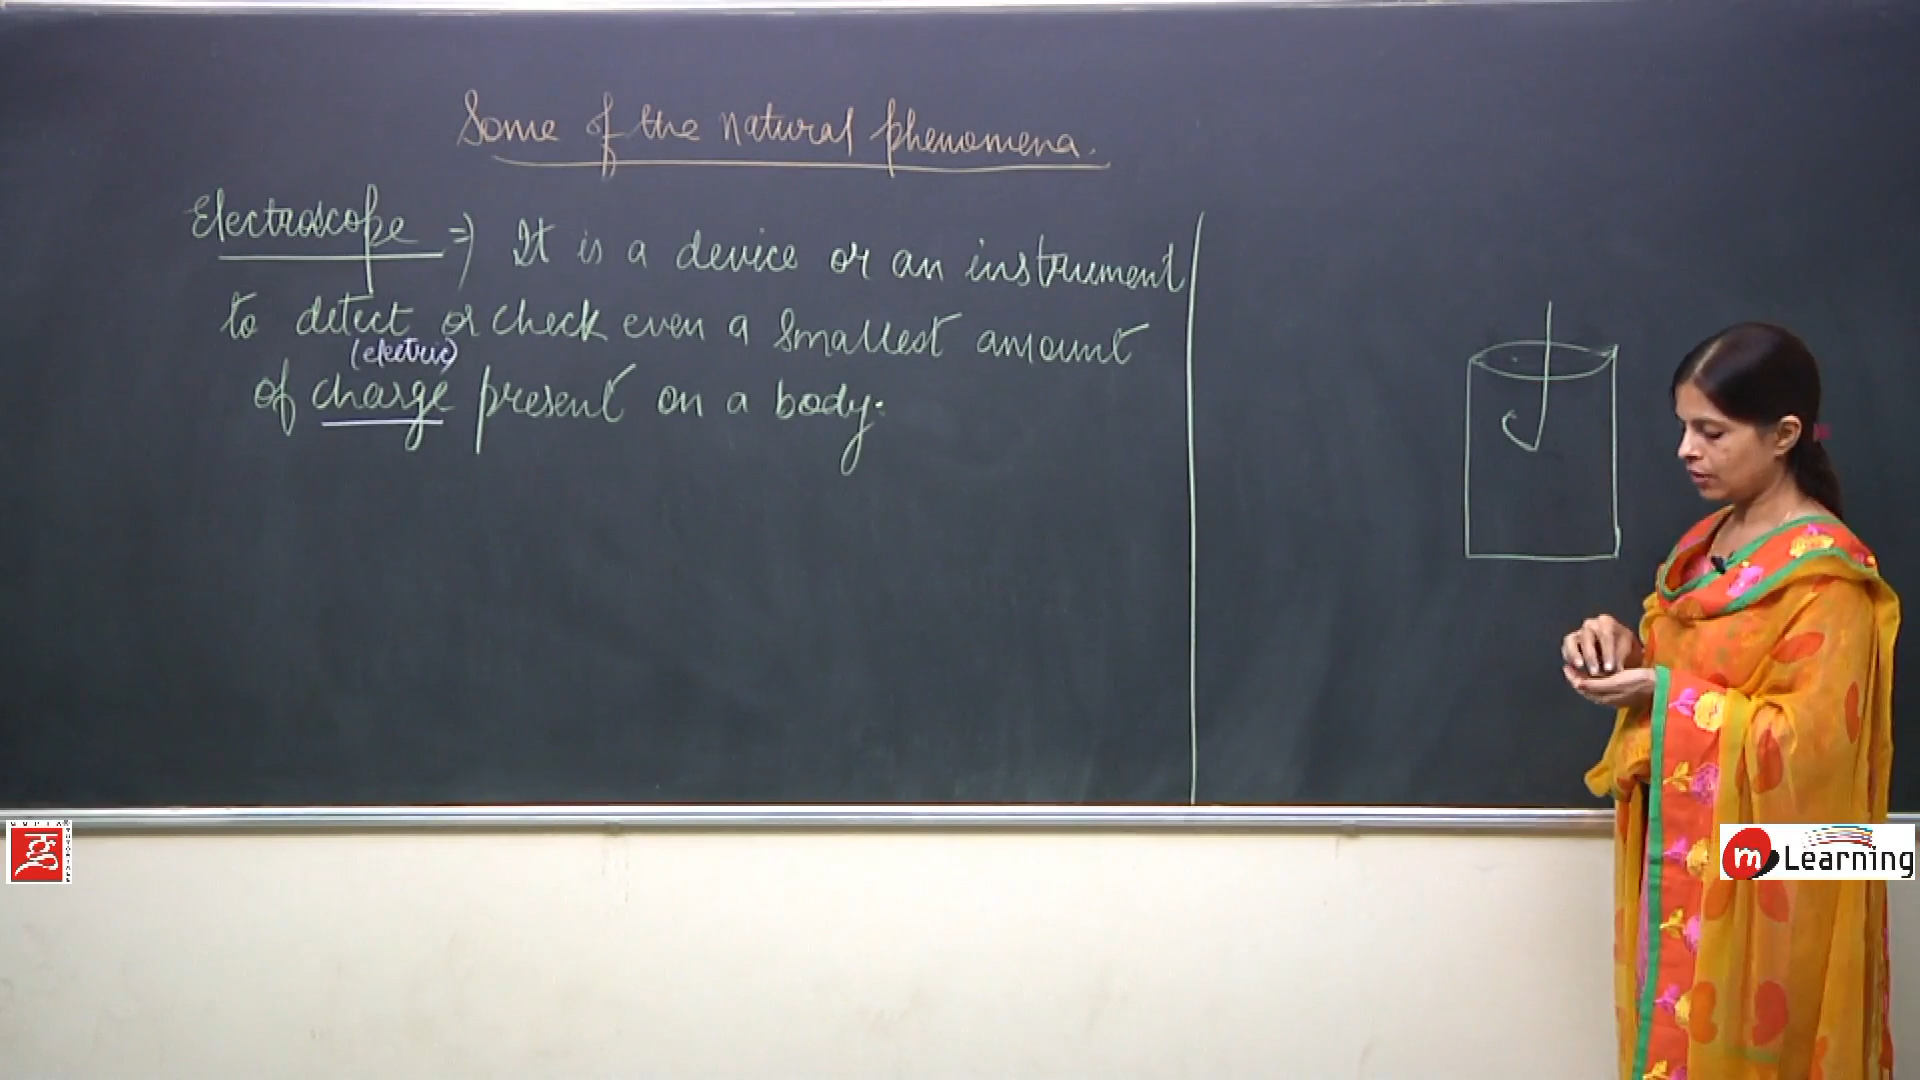 Some of the Natural phenomena.
Electroscope => It is a device or an instrument
to detect or check even a smallest amount
(electric)
of charge present on a body.
m Learning